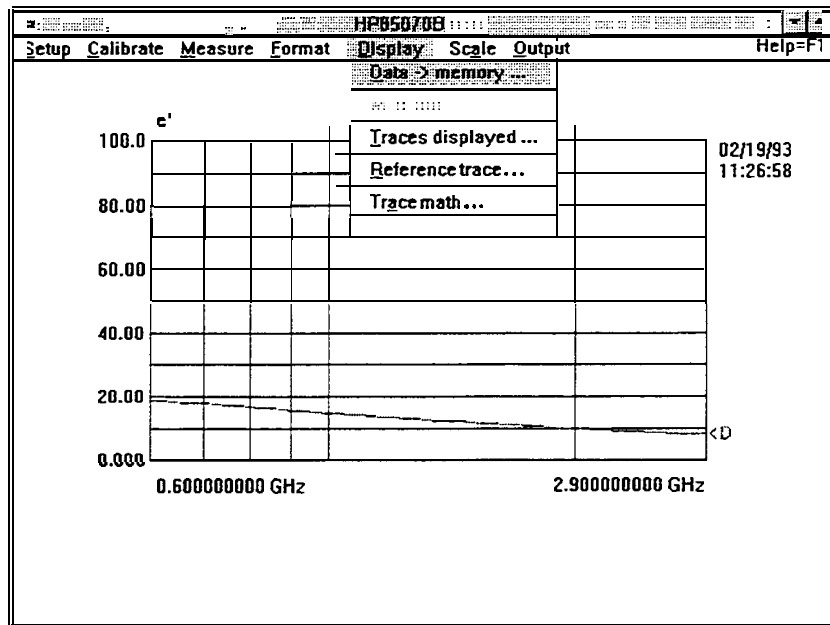 HP85070B
Setup Calibrate Measure Format Display Scale Output Help=F1
Data -> memory ...
Traces displayed ...
Reference trace...
Trace math...
e'
100.0
80.00
60.00
40.00
20.00
0.000
02/19/93
11:26:58
<D
0.600000000 GHz 2.900000000 GHz